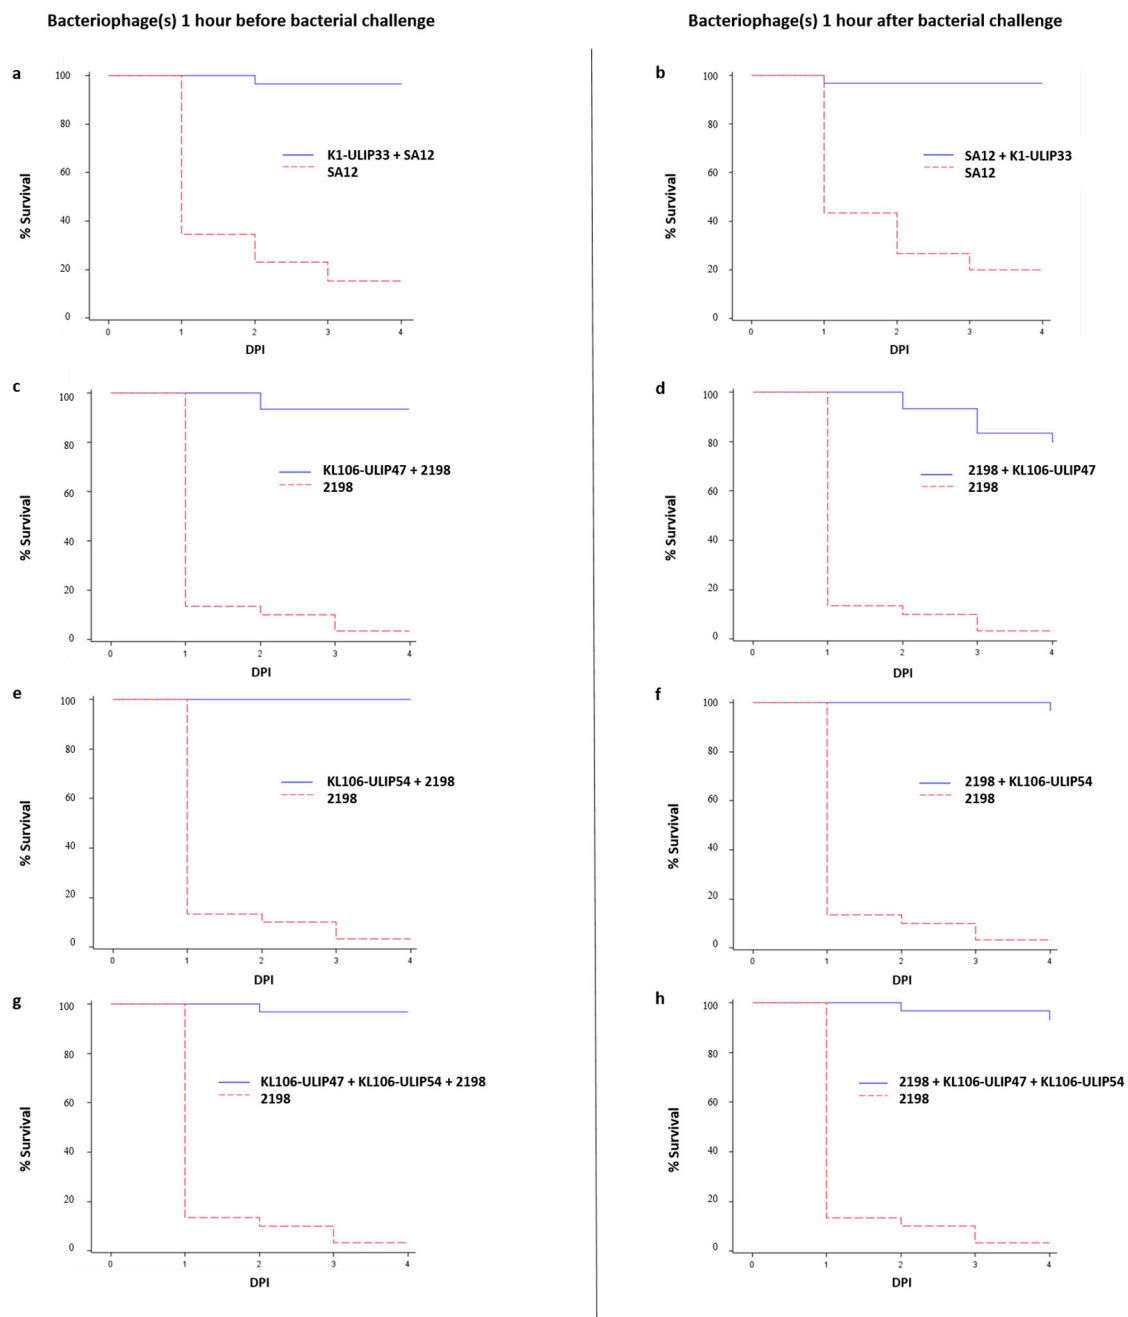 Bacteriophage(s) 1 hour before bacterial challenge
Bacteriophage(s) 1 hour after bacterial challenge
a
100
80
60
40
20
0
% Survival
K1-ULIP33 + SA12
SA12
0 1 2 3 4
DPI
b
100
80
60
40
20
0
% Survival
SA12 + K1-ULIP33
SA12
0 1 2 3 4
DPI
c
100
80
60
40
20
0
% Survival
KL106-ULIP47 + 2198
2198
0 1 2 3 4
DPI
d
100
80
60
40
20
0
% Survival
2198 + KL106-ULIP47
2198
0 1 2 3 4
DPI
e
100
80
60
40
20
0
% Survival
KL106-ULIP54 + 2198
2198
0 1 2 3 4
DPI
f
100
80
60
40
20
0
% Survival
2198 + KL106-ULIP54
2198
0 1 2 3 4
DPI
g
100
80
60
40
20
0
% Survival
KL106-ULIP47 + KL106-ULIP54 + 2198
2198
0 1 2 3 4
DPI
h
100
80
60
40
20
0
% Survival
2198 + KL106-ULIP47 + KL106-ULIP54
2198
0 1 2 3 4
DPI